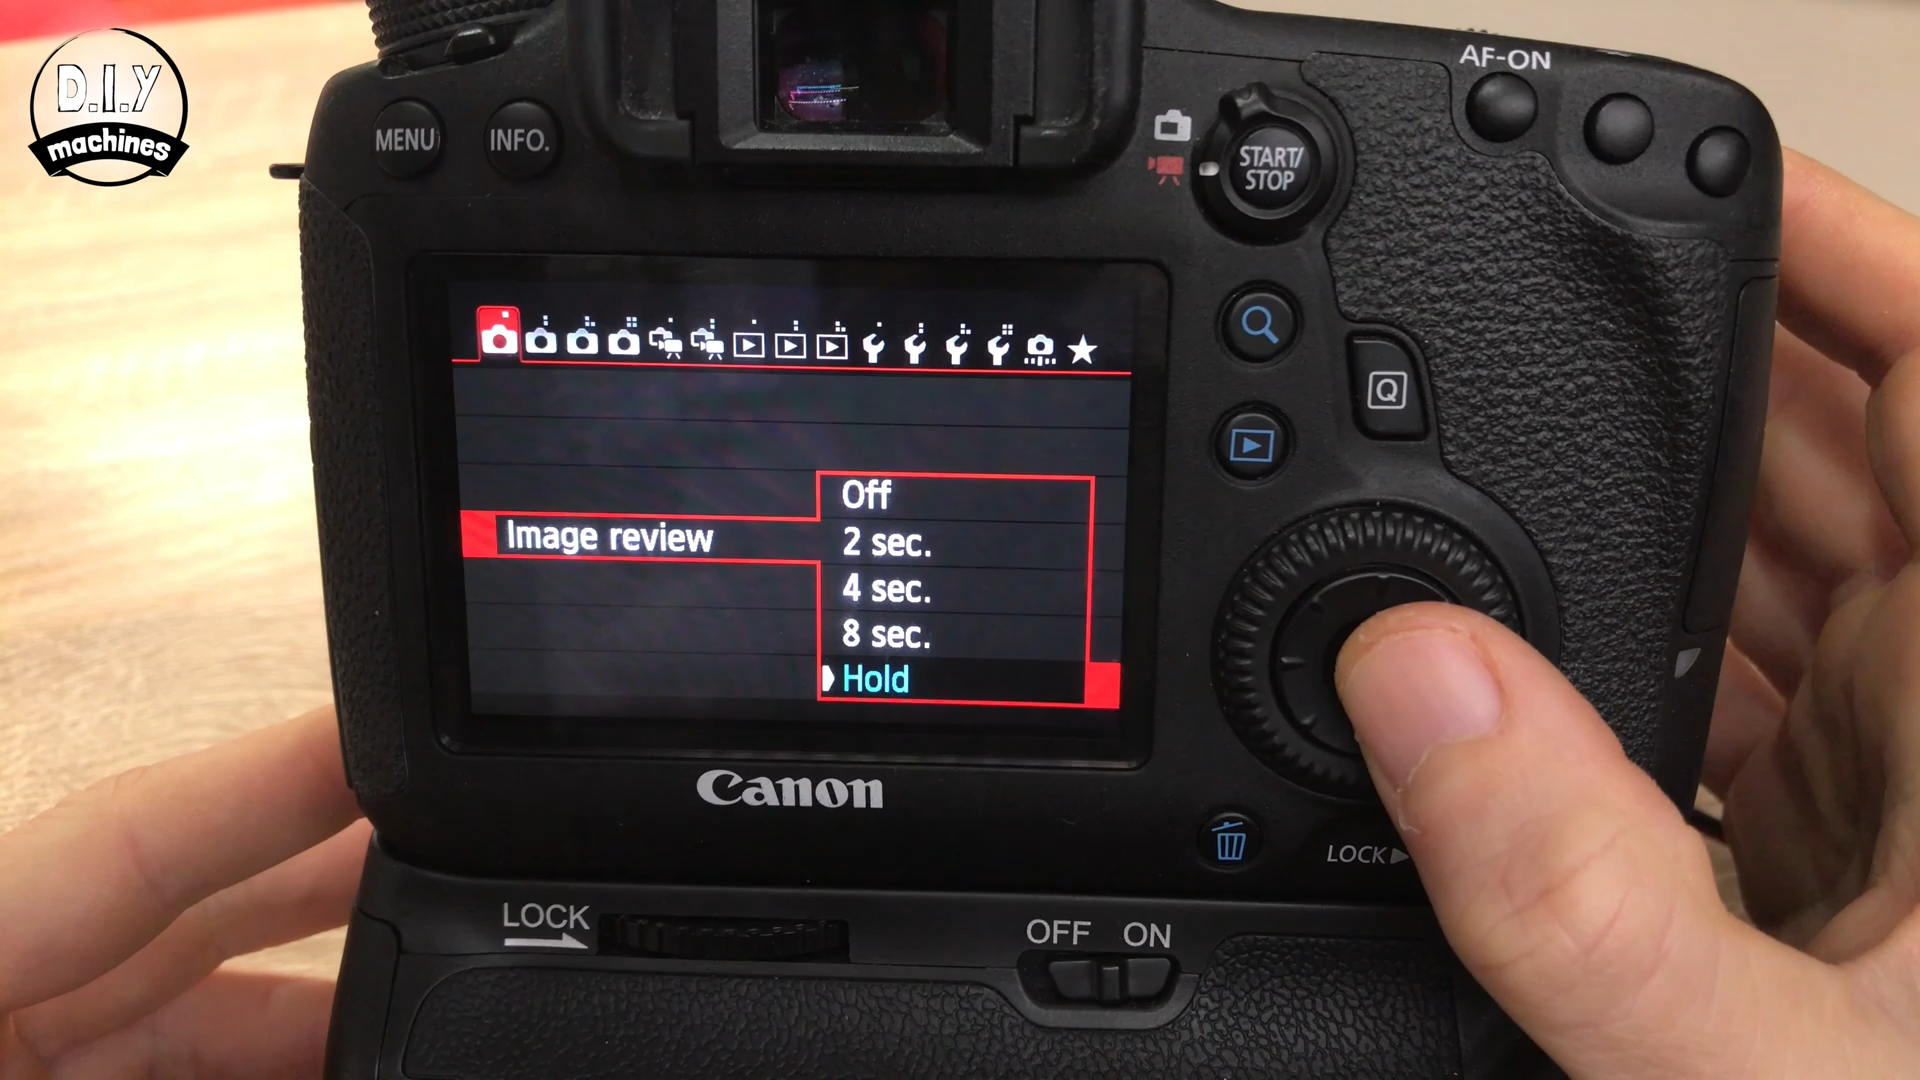 D.I.Y
machines
MENU
INFO.
AF-ON
START/
STOP
Q
Image review
Off
2 sec.
4 sec.
8 sec.
Hold
Canon
LOCK
LOCK
OFF ON